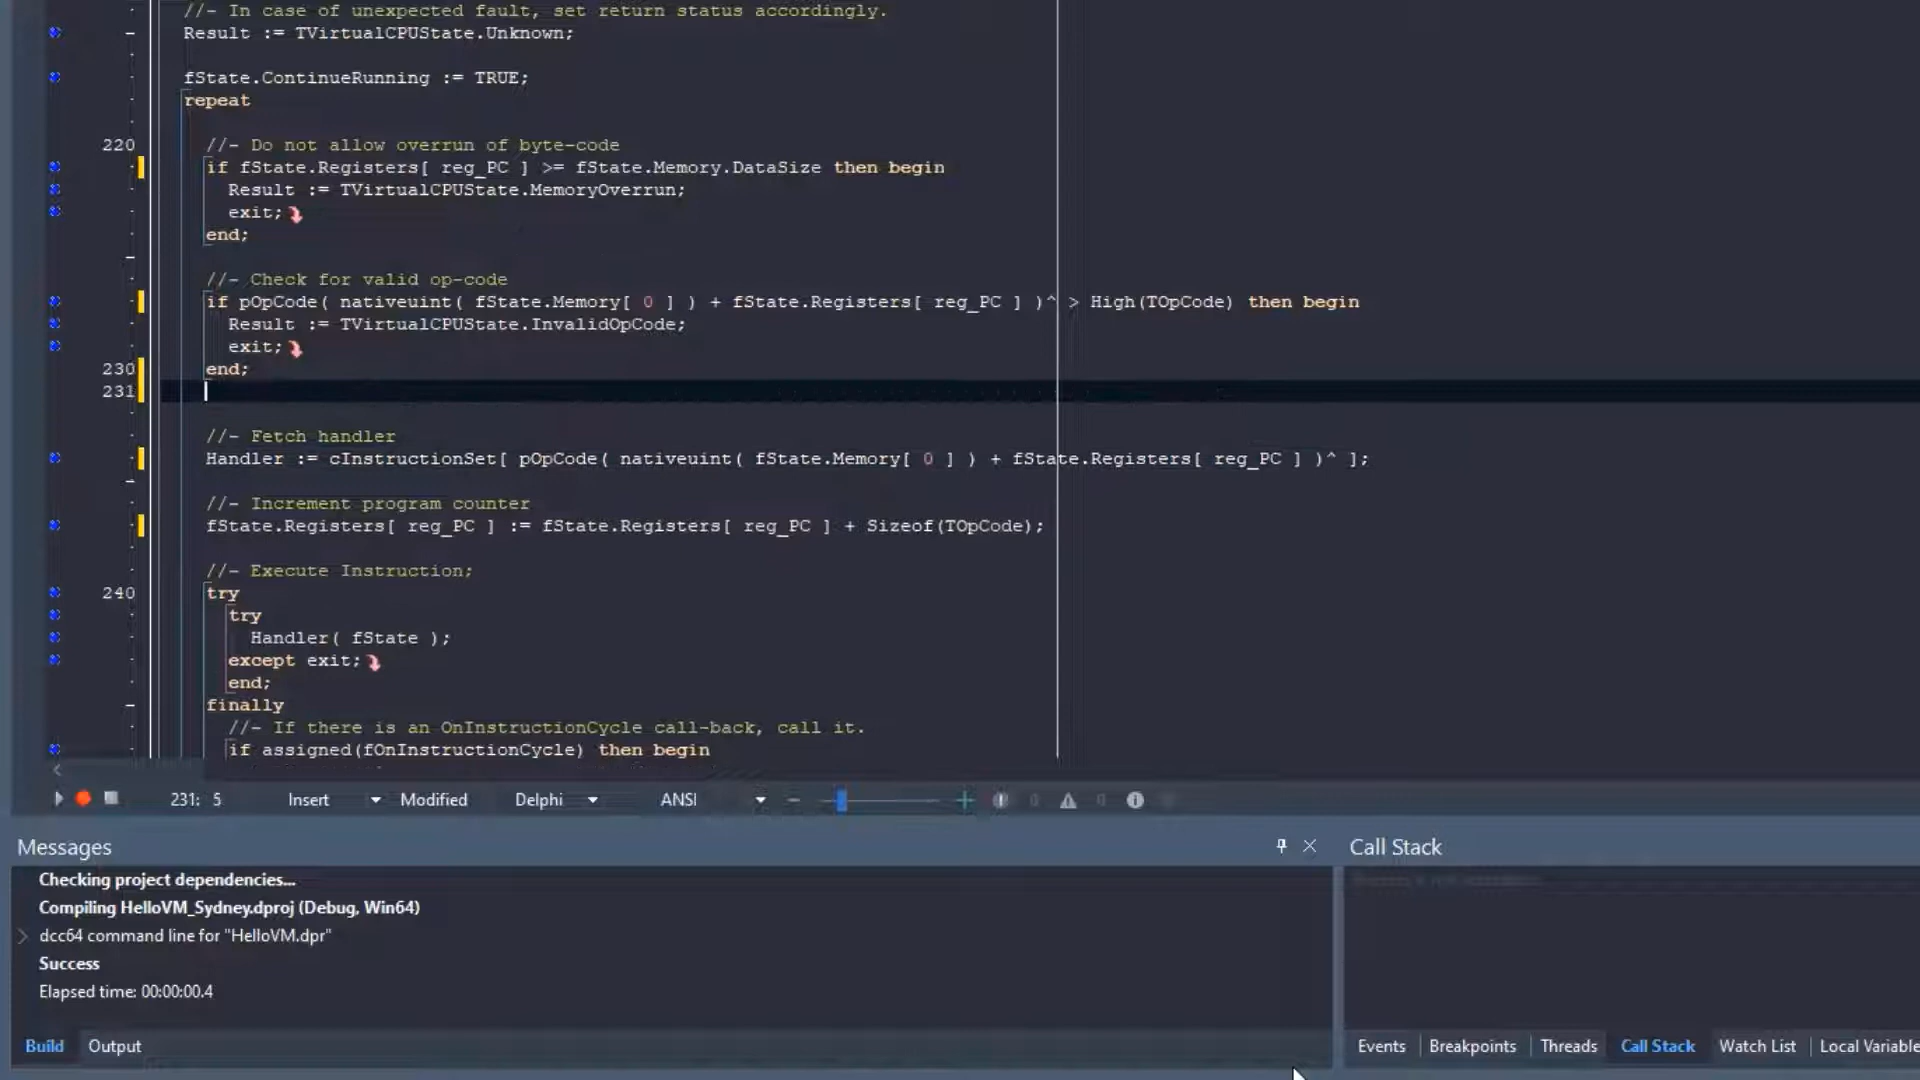 //- In case of unexpected fault, set return status accordingly.
Result := TVirtualCPUState.Unknown;
fState.ContinueRunning := TRUE;
repeat
220 //- Do not allow overrun of byte-code
if fState.Registers[ reg_PC ] >= fState.Memory.DataSize then begin
Result := TVirtualCPUState.MemoryOverrun;
exit;
end;
//- Check for valid op-code
if pOpCode( nativeuint( fState.Memory[ 0 ] ) + fState.Registers[ reg_PC ] )^ > High(TOpCode) then begin
Result := TVirtualCPUState.InvalidOpCode;
exit;
230 end;
231
//- Fetch handler
Handler := cInstructionSet[ pOpCode( nativeuint( fState.Memory[ 0 ] ) + fState.Registers[ reg_PC ] )^ ];
//- Increment program counter
fState.Registers[ reg_PC ] := fState.Registers[ reg_PC ] + Sizeof(TOpCode);
//- Execute Instruction;
240 try
try
Handler( fState );
except exit;
end;
finally
//- If there is an OnInstructionCycle call-back, call it.
if assigned(fOnInstructionCycle) then begin
231: 5 Insert Modified Delphi ANSI 0 0
Messages
Checking project dependencies...
Compiling HelloVM_Sydney.dproj (Debug, Win64)
dcc64 command line for "HelloVM.dpr"
Success
Elapsed time: 00:00:00.4
Build Output
Call Stack
Events Breakpoints Threads Call Stack Watch List Local Variable